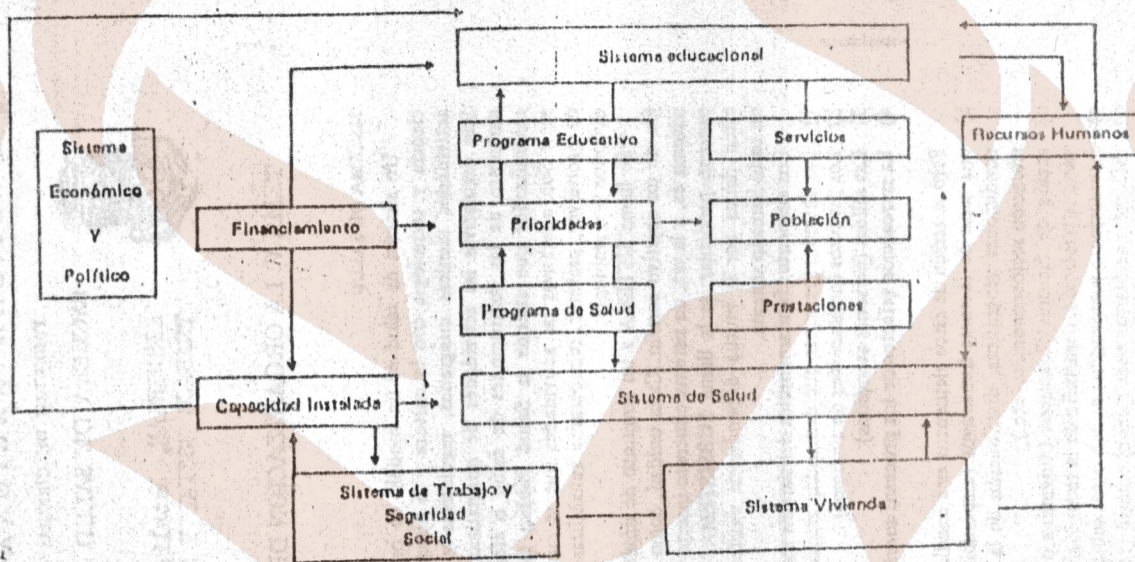 Sistema educacional
Programa Educativo
Servicios
Recursos Humanos
Sistema
Económico
Y
Político
Financiamiento
Prioridades
Población
Programa de Salud
Prestaciones
Capacidad Instalada
Sistema de Salud
Sistema de Trabajo y
Seguridad
Social
Sistema Vivienda